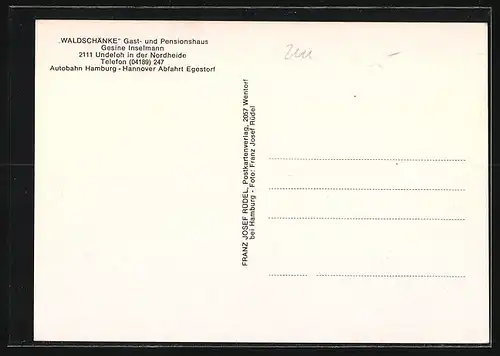 „WALDSCHÄNKE" Gast- und Pensionshaus
Gesine Inselmann
2111 Undeloh in der Nordheide
Telefon (04189) 247
Autobahn Hamburg - Hannover Abfahrt Egestorf
FRANZ JOSEF RÜDEL, Postkartenverlag, 2057 Wentorf
bei Hamburg - Foto: Franz Josef Rüdel